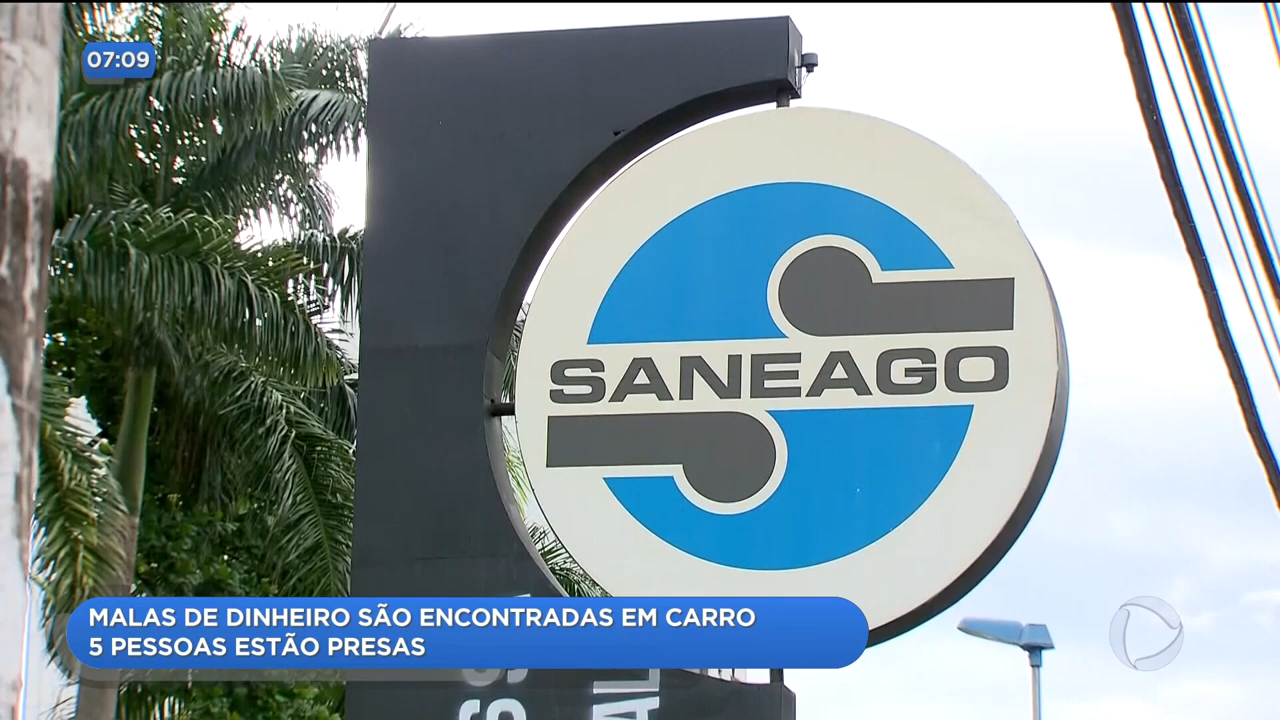 07:09
SANEAGO
MALAS DE DINHEIRO SÃO ENCONTRADAS EM CARRO
5 PESSOAS ESTÃO PRESAS